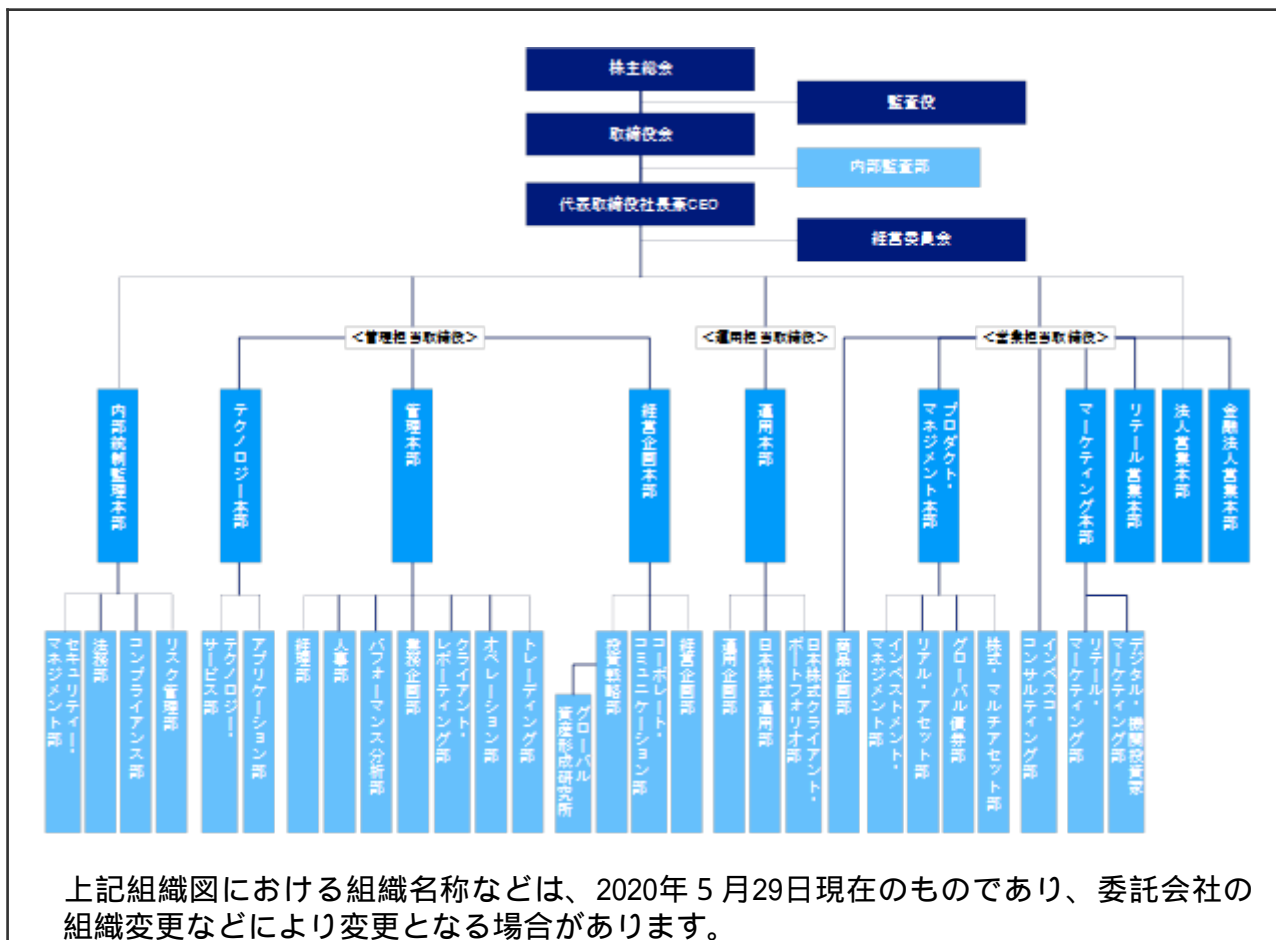 株主総会
監査役
取締役会
内部監査部
代表取締役社長兼CEO
経営委員会
＜管理担当取締役＞
＜運用担当取締役＞
＜営業担当取締役＞
内部統制監理本部
テクノロジー本部
管理本部
経営企画本部
運用本部
プロダクト・
マネジメント本部
マーケティング本部
リテール営業本部
法人営業本部
金融法人営業本部
セキュリティー・
マネジメント部
法務部
コンプライアンス部
リスク管理部
テクノロジー・
サービス部
アプリケーション部
経理部
人事部
パフォーマンス分析部
業務企画部
クライアント・
レポーティング部
オペレーション部
トレーディング部
グローバル
資産形成研究所
投資戦略部
コーポレート・
コミュニケーション部
経営企画部
運用企画部
日本株式運用部
日本株式クライアント・
ポートフォリオ部
商品企画部
インベストメント・
マネジメント部
リアル・アセット部
グローバル債券部
株式・マルチアセット部
インベスコ・
コンサルティング部
リテール・
マーケティング部
デジタル・機関投資家
マーケティング部
上記組織図における組織名称などは、2020年５月29日現在のものであり、委託会社の
組織変更などにより変更となる場合があります。